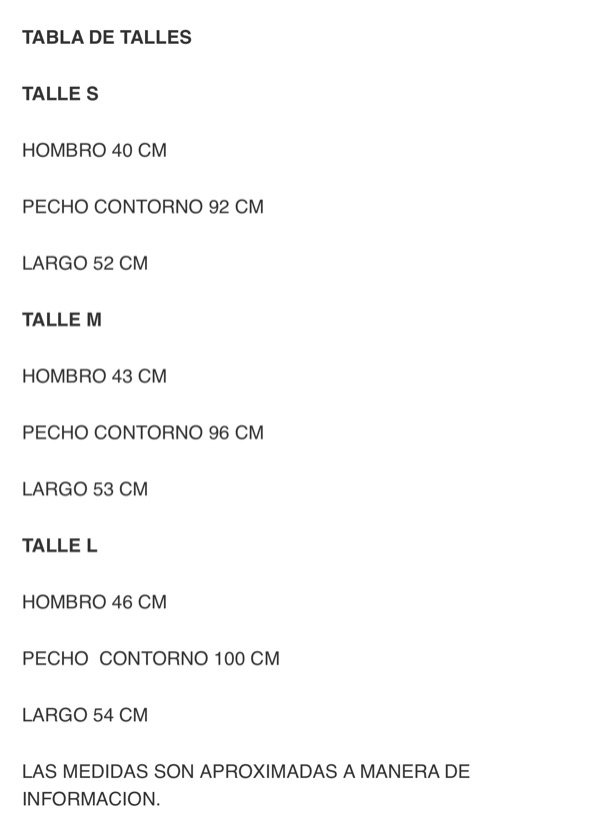 TABLA DE TALLES
TALLE S
HOMBRO 40 CM
PECHO CONTORNO 92 CM
LARGO 52 CM
TALLE M
HOMBRO 43 CM
PECHO CONTORNO 96 CM
LARGO 53 CM
TALLE L
HOMBRO 46 CM
PECHO  CONTORNO 100 CM
LARGO 54 CM
LAS MEDIDAS SON APROXIMADAS A MANERA DE
INFORMACION.